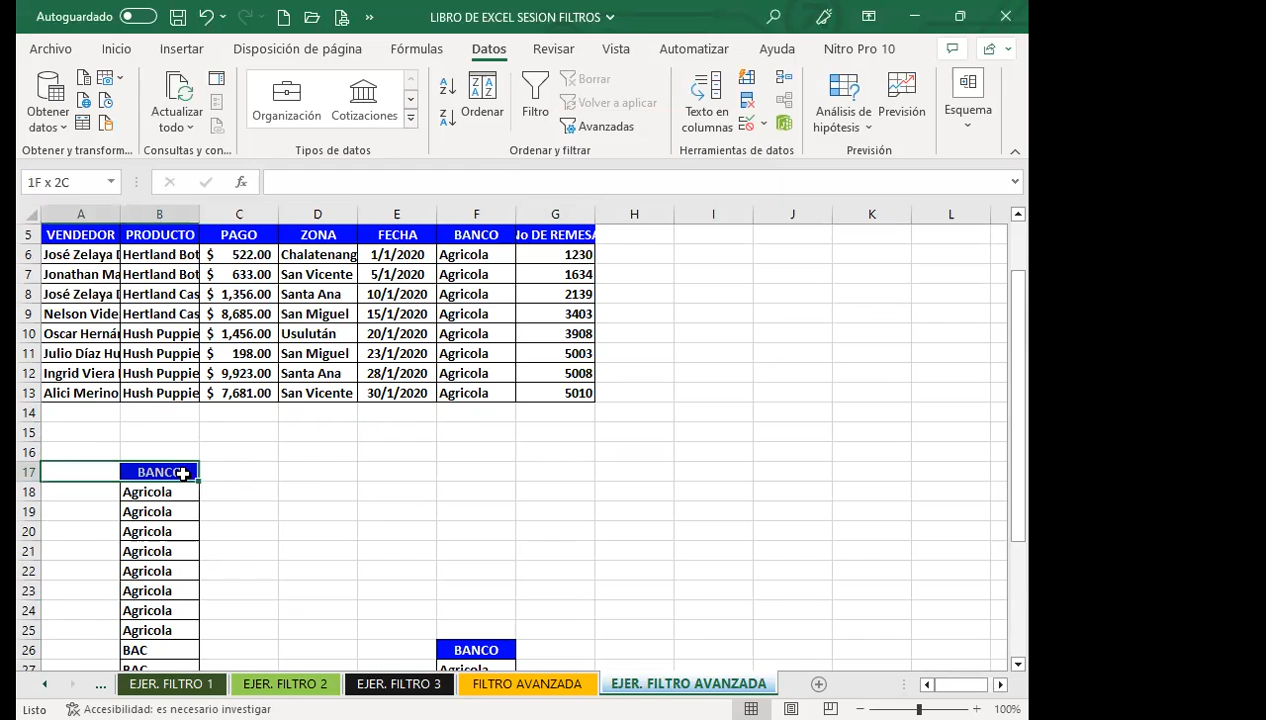 Autoguardado LIBRO DE EXCEL SESION FILTROS
Archivo Inicio Insertar Disposición de página Fórmulas Datos Revisar Vista Automatizar Ayuda Nitro Pro 10
Obtener datos
Actualizar todo
Organización Cotizaciones
Ordenar
Filtro
Borrar
Volver a aplicar
Avanzadas
Texto en columnas
Análisis de hipótesis
Previsión
Esquema
Obtener y transform... Consultas y con... Tipos de datos Ordenar y filtrar Herramientas de datos Previsión
1F x 2C fx
A B C D E F G H I J K L
5 VENDEDOR PRODUCTO PAGO ZONA FECHA BANCO No DE REMESA
6 José Zelaya D Hertland Bot $ 522.00 Chalatenang 1/1/2020 Agricola 1230
7 Jonathan Ma Hertland Bot $ 633.00 San Vicente 5/1/2020 Agricola 1634
8 José Zelaya D Hertland Cas $ 1,356.00 Santa Ana 10/1/2020 Agricola 2139
9 Nelson Vide Hertland Cas $ 8,685.00 San Miguel 15/1/2020 Agricola 3403
10 Oscar Hernán Hush Puppie $ 1,456.00 Usulután 20/1/2020 Agricola 3908
11 Julio Díaz Hu Hush Puppie $ 198.00 San Miguel 23/1/2020 Agricola 5003
12 Ingrid Viera Hush Puppie $ 9,923.00 Santa Ana 28/1/2020 Agricola 5008
13 Alici Merino Hush Puppie $ 7,681.00 San Vicente 30/1/2020 Agricola 5010
14
15
16
17 BANCO
18 Agricola
19 Agricola
20 Agricola
21 Agricola
22 Agricola
23 Agricola
24 Agricola
25 Agricola
26 BAC BANCO
27 BAC Agricola
... EJER. FILTRO 1 EJER. FILTRO 2 EJER. FILTRO 3 FILTRO AVANZADA EJER. FILTRO AVANZADA
Listo Accesibilidad: es necesario investigar 100%